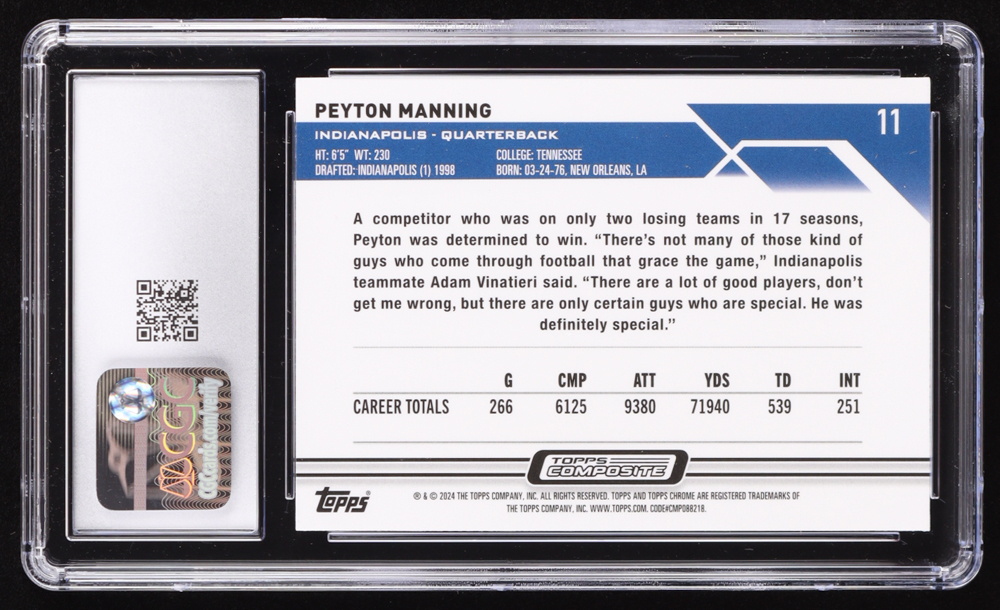 PEYTON MANNING
11
INDIANAPOLIS - QUARTERBACK
HT: 6'5" WT: 230
COLLEGE: TENNESSEE
DRAFTED: INDIANAPOLIS (1) 1998
BORN: 03-24-76, NEW ORLEANS, LA
A competitor who was on only two losing teams in 17 seasons,
Peyton was determined to win. “There’s not many of those kind of
guys who come through football that grace the game,” Indianapolis
teammate Adam Vinatieri said. “There are a lot of good players, don’t
get me wrong, but there are only certain guys who are special. He was
definitely special.”
G CMP ATT YDS TD INT
CAREER TOTALS 266 6125 9380 71940 539 251
TOPPS
COMPOSITE
Topps
® & © 2024 THE TOPPS COMPANY, INC. ALL RIGHTS RESERVED. TOPPS AND TOPPS CHROME ARE REGISTERED TRADEMARKS OF
THE TOPPS COMPANY, INC. WWW.TOPPS.COM. CODE#CMP088218.
CGC
CGCcards.com/verify